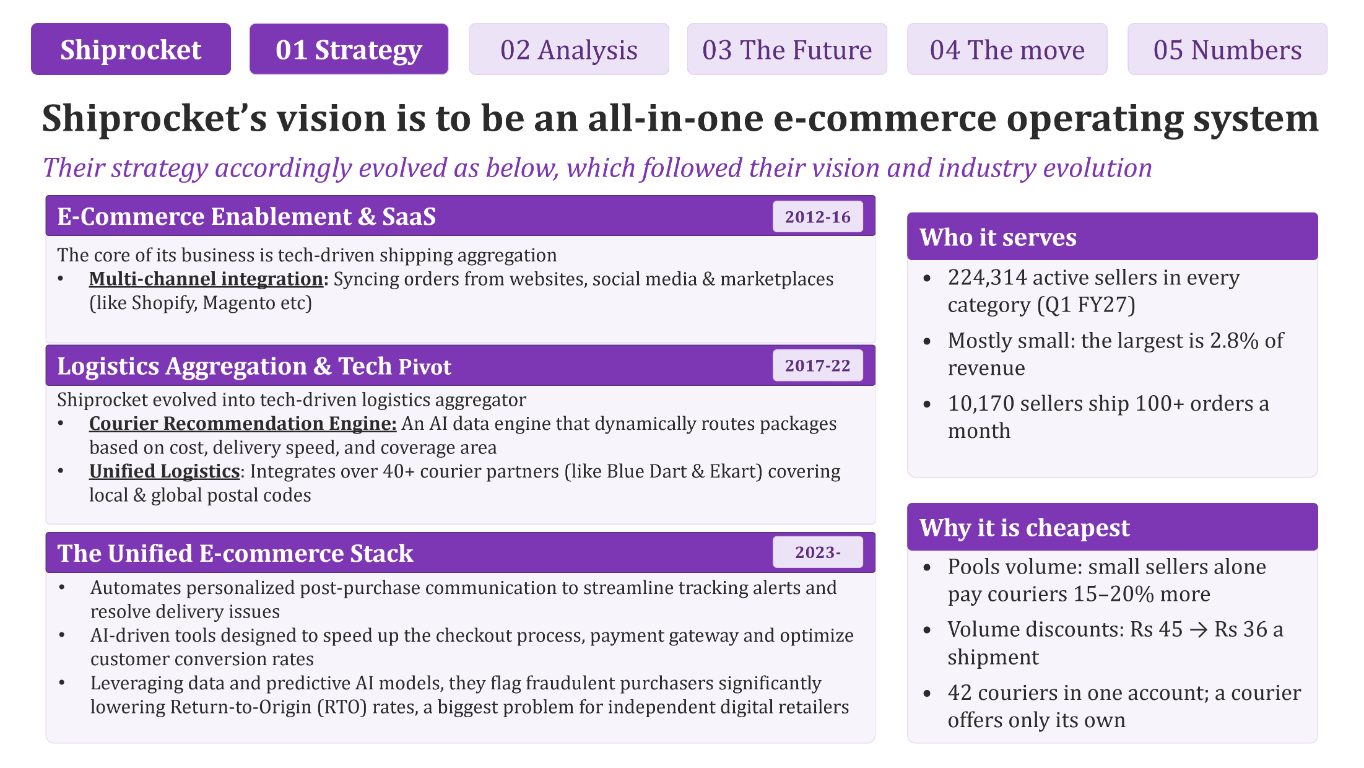 Shiprocket
01 Strategy
02 Analysis
03 The Future
04 The move
05 Numbers
Shiprocket’s vision is to be an all-in-one e-commerce operating system
Their strategy accordingly evolved as below, which followed their vision and industry evolution
E-Commerce Enablement & SaaS
2012-16
The core of its business is tech-driven shipping aggregation
• Multi-channel integration: Syncing orders from websites, social media & marketplaces
(like Shopify, Magento etc)
Logistics Aggregation & Tech Pivot
2017-22
Shiprocket evolved into tech-driven logistics aggregator
• Courier Recommendation Engine: An AI data engine that dynamically routes packages
based on cost, delivery speed, and coverage area
• Unified Logistics: Integrates over 40+ courier partners (like Blue Dart & Ekart) covering
local & global postal codes
The Unified E-commerce Stack
2023-
• Automates personalized post-purchase communication to streamline tracking alerts and
resolve delivery issues
• AI-driven tools designed to speed up the checkout process, payment gateway and optimize
customer conversion rates
• Leveraging data and predictive AI models, they flag fraudulent purchasers significantly
lowering Return-to-Origin (RTO) rates, a biggest problem for independent digital retailers
Who it serves
• 224,314 active sellers in every
category (Q1 FY27)
• Mostly small: the largest is 2.8% of
revenue
• 10,170 sellers ship 100+ orders a
month
Why it is cheapest
• Pools volume: small sellers alone
pay couriers 15–20% more
• Volume discounts: Rs 45 → Rs 36 a
shipment
• 42 couriers in one account; a courier
offers only its own